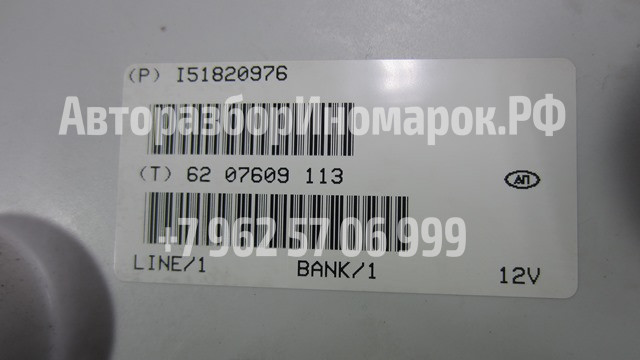 (P) I51820976
АвторазборИномарок.РФ
(T) 62 07609 113
АП
+7 962 57 06 999
LINE/1 BANK/1 12V